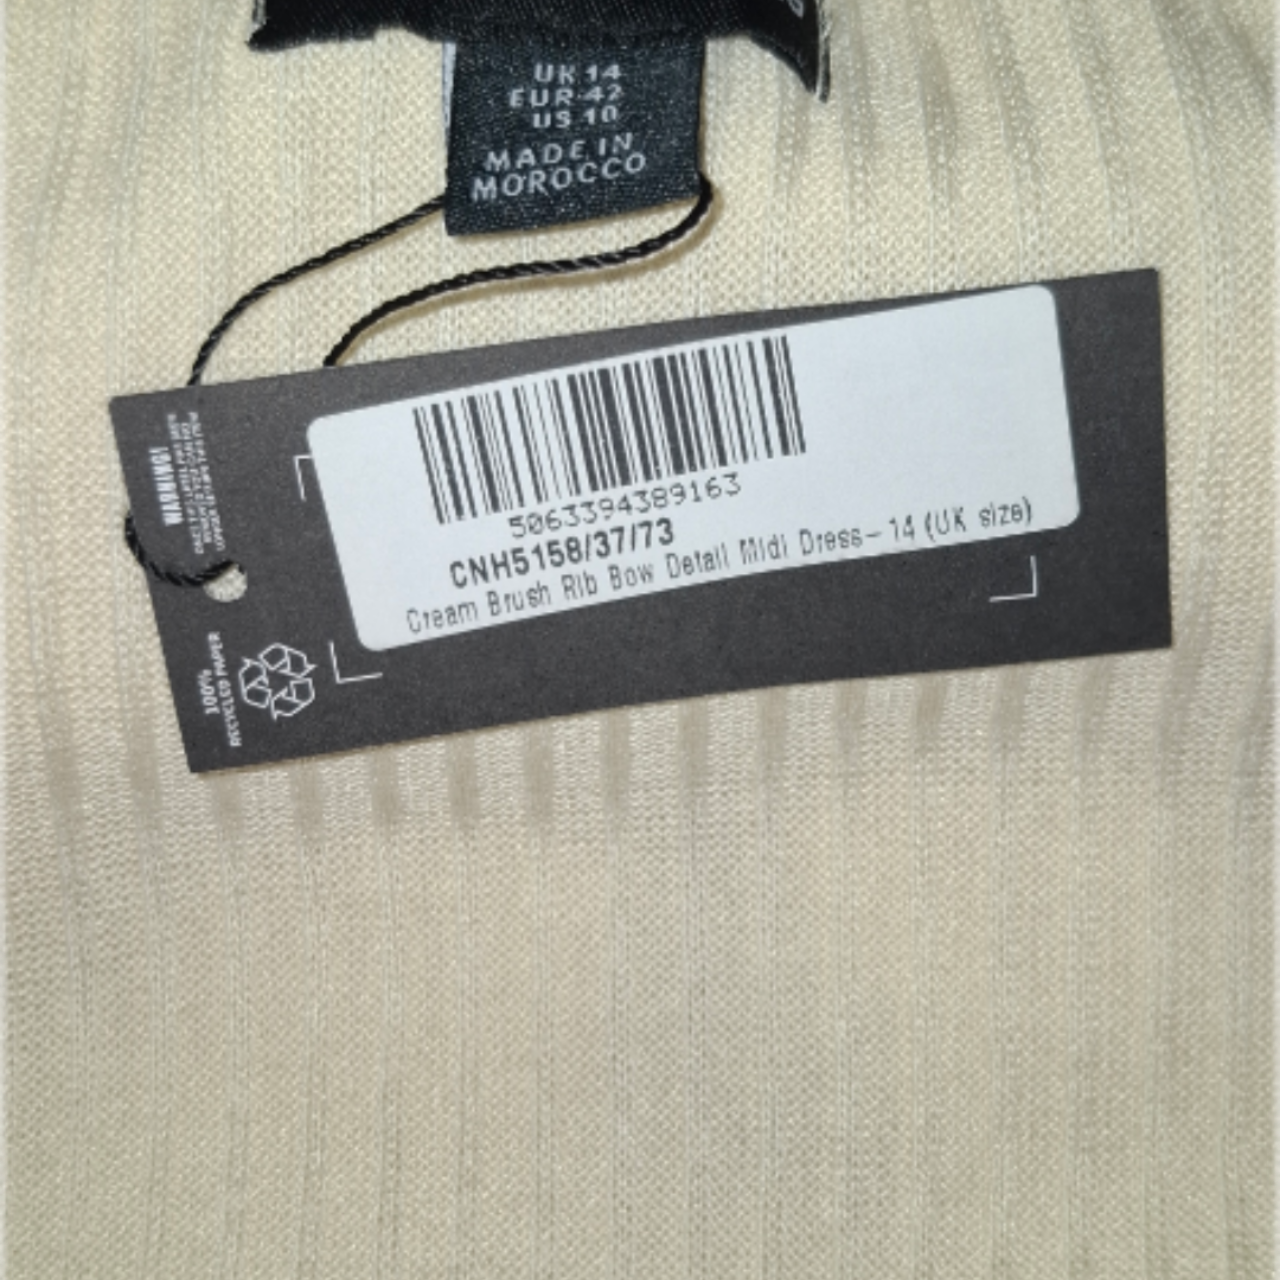 UK 14
EUR 42
US 10
MADE IN
MOROCCO
WARNING!
5063394389163
CNH5158/37/73
Cream Brush Rib Bow Detail Midi Dress- 14 (UK size)
100%
RECYCLED PAPER